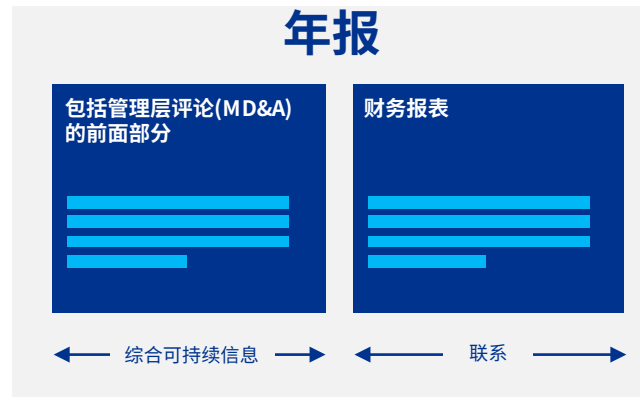 年报
包括管理层评论(MD&A)
的前面部分
财务报表
综合可持续信息
联系